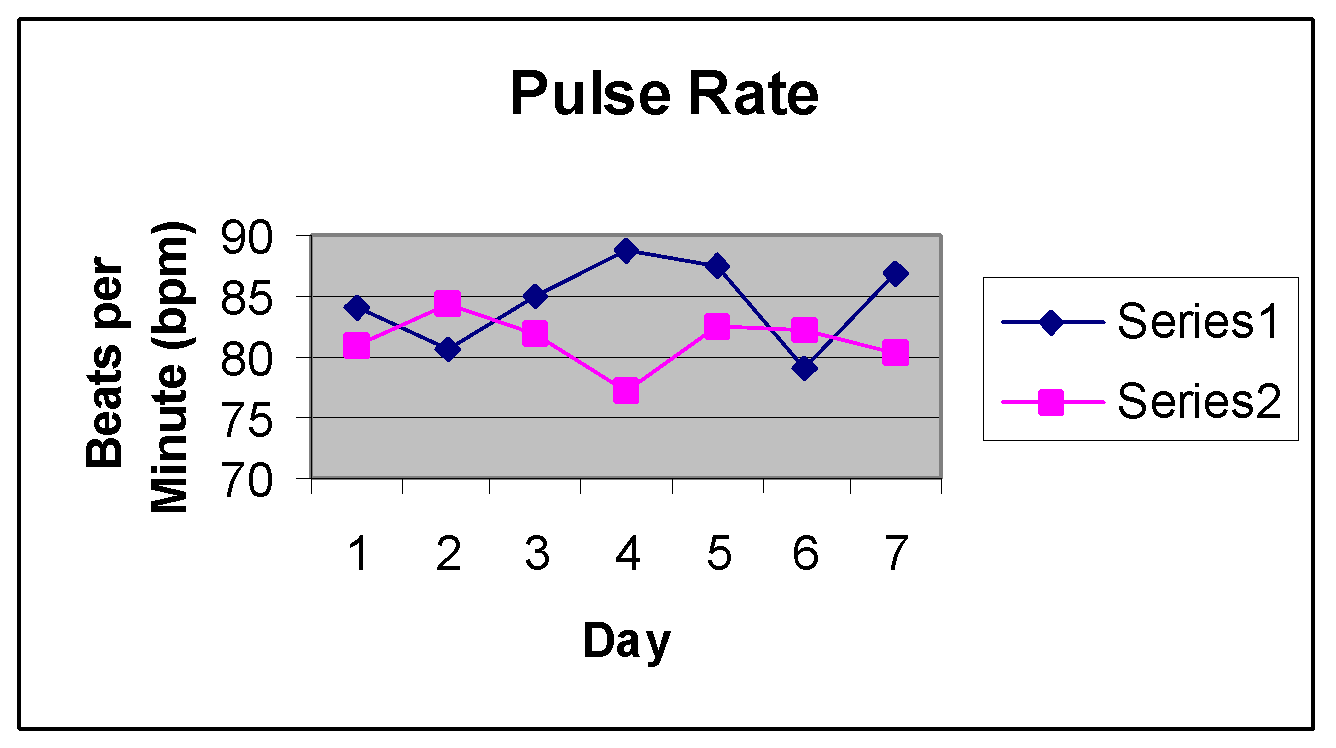 Pulse Rate
Beats per
Minute (bpm)
90
85
80
75
70
1 2 3 4 5 6 7
Day
Series1
Series2